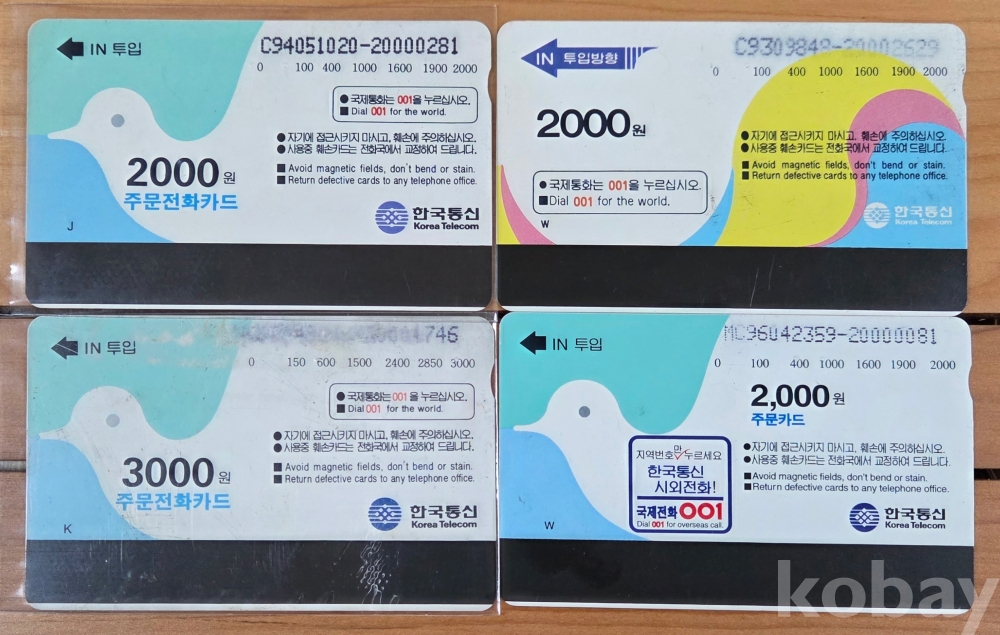 IN 투입
C94051020-20000281
0 100 400 1000 1600 1900 2000
●국제통화는 001을 누르십시오.
■ Dial 001 for the world.
●자기에 접근시키지 마시고, 훼손에 주의하십시오.
●사용중 훼손카드는 전화국에서 교정하여 드립니다.
■ Avoid magnetic fields, don't bend or stain.
■ Return defective cards to any telephone office.
2000원
주문전화카드
J
한국통신
Korea Telecom
IN 투입방향
C9309849-20002629
0 100 400 1000 1600 1900 2000
2000원
●자기에 접근시키지 마시고, 훼손에 주의하십시오.
●사용중 훼손카드는 전화국에서 교정하여 드립니다.
■ Avoid magnetic fields, don't bend or stain.
■ Return defective cards to any telephone office.
●국제통화는 001을 누르십시오.
■Dial 001 for the world.
W
한국통신
Korea Telecom
IN 투입
1746
0 150 600 1500 2400 2850 3000
●국제통화는 001을 누르십시오.
■ Dial 001 for the world.
●자기에 접근시키지 마시고, 훼손에 주의하십시오.
●사용중 훼손카드는 전화국에서 교정하여 드립니다.
■ Avoid magnetic fields, don't bend or stain.
■ Return defective cards to any telephone office.
3000원
주문전화카드
K
한국통신
Korea Telecom
IN 투입
MC96042359-20000081
0 100 400 1000 1600 1900 2000
2,000원
주문카드
지역번호만 누르세요
한국통신
시외전화!
국제전화 001
Dial 001 for overseas call.
●자기에 접근시키지 마시고, 훼손에 주의하십시오.
●사용중 훼손카드는 전화국에서 교정하여 드립니다.
■Avoid magnetic fields, don't bend or stain.
■Return defective cards to any telephone office.
W
한국통신
Korea Telecom
kobay